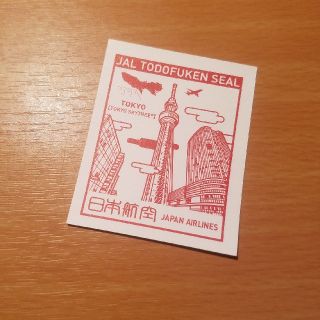 JAL TODOFUKEN SEAL
TOKYO
[TOKYO SKYTREE®]
日本航空 JAPAN AIRLINES